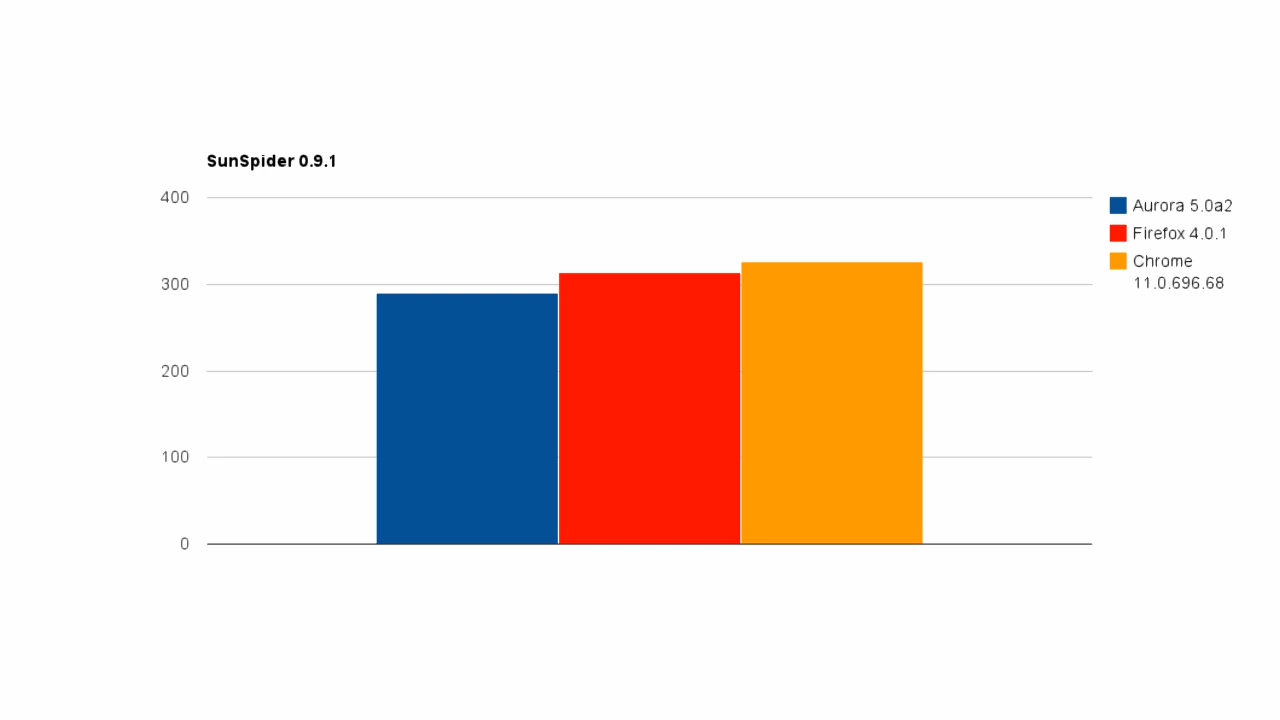 SunSpider 0.9.1
400
300
200
100
0
Aurora 5.0a2
Firefox 4.0.1
Chrome
11.0.696.68